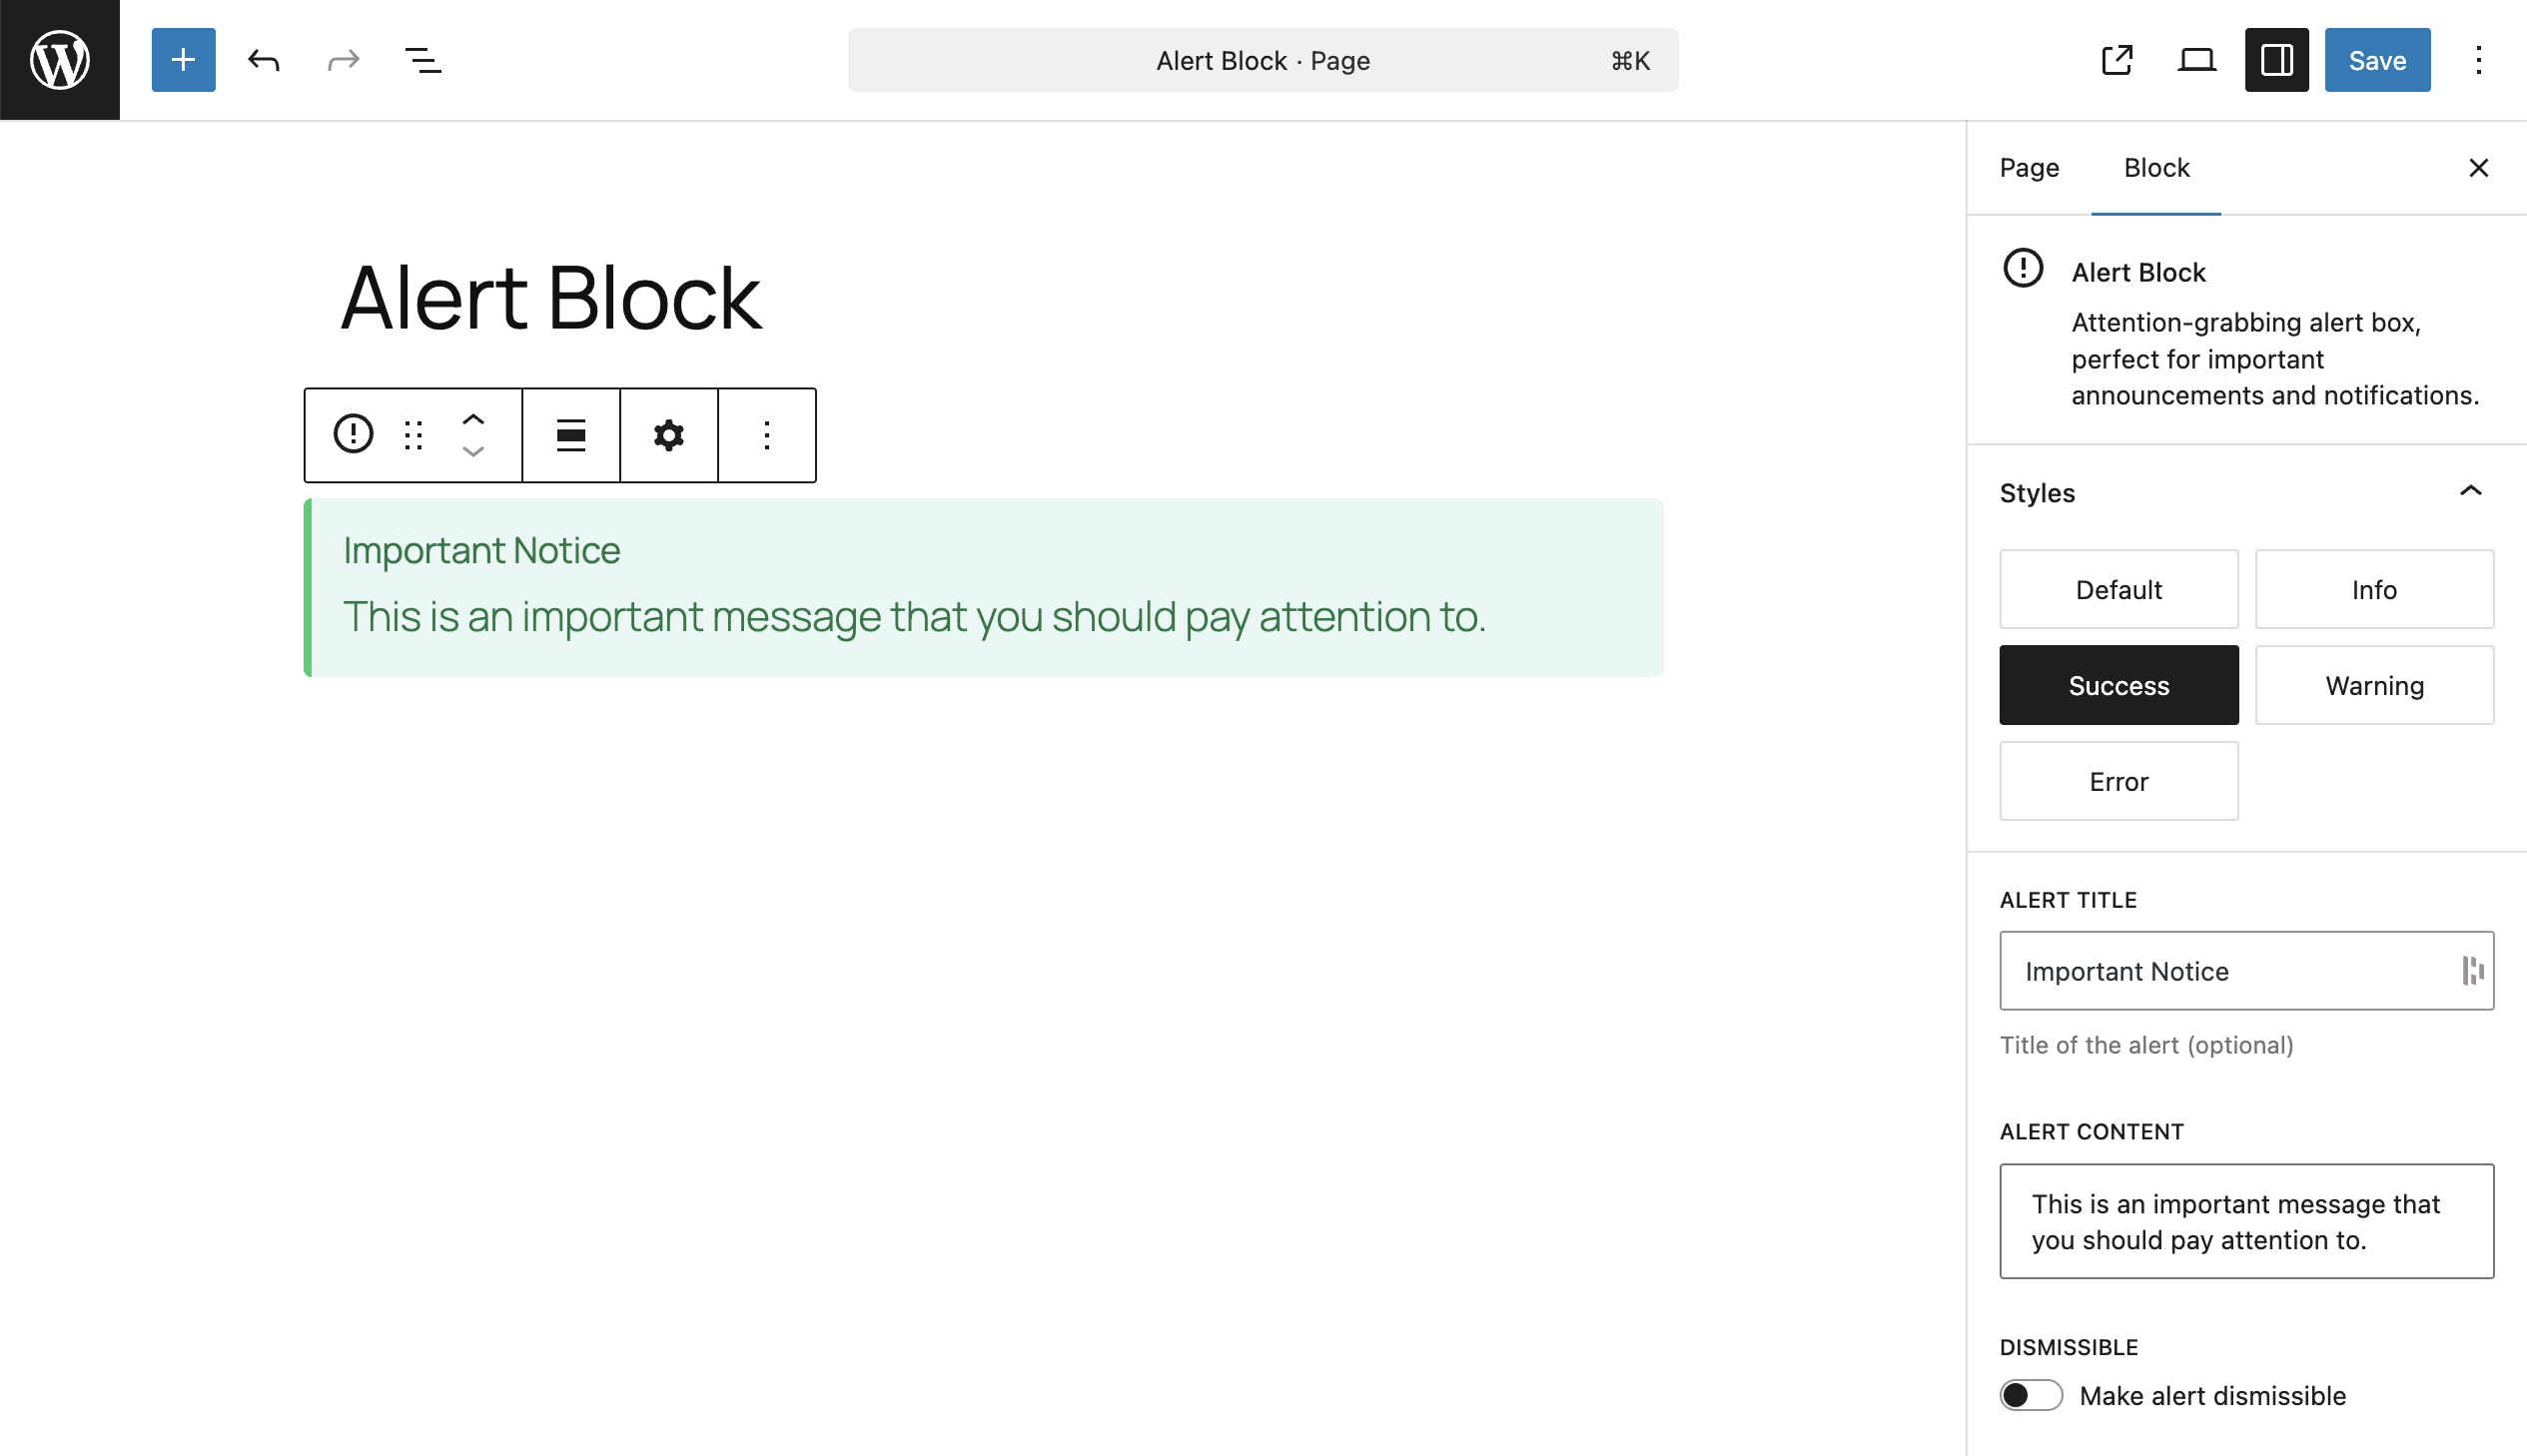 Alert Block · Page ⌘K
Save
Page Block
Alert Block
Alert Block
Attention-grabbing alert box,
perfect for important
announcements and notifications.
Important Notice
This is an important message that you should pay attention to.
Styles
Default Info
Success Warning
Error
ALERT TITLE
Important Notice
Title of the alert (optional)
ALERT CONTENT
This is an important message that
you should pay attention to.
DISMISSIBLE
Make alert dismissible